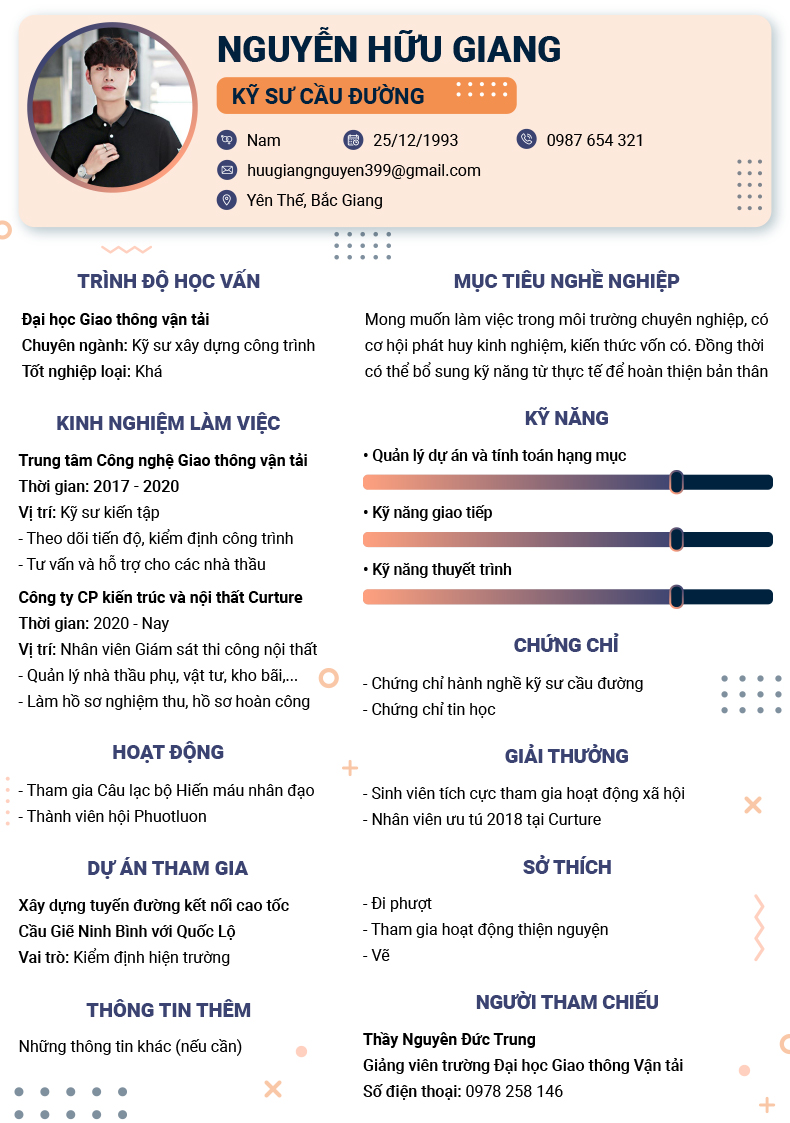 NGUYỄN HỮU GIANG
KỸ SƯ CẦU ĐƯỜNG
Nam
25/12/1993
0987 654 321
huugiangnguyen399@gmail.com
Yên Thế, Bắc Giang
TRÌNH ĐỘ HỌC VẤN
Đại học Giao thông vận tải
Chuyên ngành: Kỹ sư xây dựng công trình
Tốt nghiệp loại: Khá
KINH NGHIỆM LÀM VIỆC
Trung tâm Công nghệ Giao thông vận tải
Thời gian: 2017 - 2020
Vị trí: Kỹ sư kiến tập
- Theo dõi tiến độ, kiểm định công trình
- Tư vấn và hỗ trợ cho các nhà thầu
Công ty CP kiến trúc và nội thất Curture
Thời gian: 2020 - Nay
Vị trí: Nhân viên Giám sát thi công nội thất
- Quản lý nhà thầu phụ, vật tư, kho bãi,...
- Làm hồ sơ nghiệm thu, hồ sơ hoàn công
HOẠT ĐỘNG
- Tham gia Câu lạc bộ Hiến máu nhân đạo
- Thành viên hội Phuotluon
DỰ ÁN THAM GIA
Xây dựng tuyến đường kết nối cao tốc
Cầu Giẽ Ninh Bình với Quốc Lộ
Vai trò: Kiểm định hiện trường
THÔNG TIN THÊM
Những thông tin khác (nếu cần)
MỤC TIÊU NGHỀ NGHIỆP
Mong muốn làm việc trong môi trường chuyên nghiệp, có
cơ hội phát huy kinh nghiệm, kiến thức vốn có. Đồng thời
có thể bổ sung kỹ năng từ thực tế để hoàn thiện bản thân
KỸ NĂNG
• Quản lý dự án và tính toán hạng mục
• Kỹ năng giao tiếp
• Kỹ năng thuyết trình
CHỨNG CHỈ
- Chứng chỉ hành nghề kỹ sư cầu đường
- Chứng chỉ tin học
GIẢI THƯỞNG
- Sinh viên tích cực tham gia hoạt động xã hội
- Nhân viên ưu tú 2018 tại Curture
SỞ THÍCH
- Đi phượt
- Tham gia hoạt động thiện nguyện
- Vẽ
NGƯỜI THAM CHIẾU
Thầy Nguyên Đức Trung
Giảng viên trường Đại học Giao thông Vận tải
Số điện thoại: 0978 258 146